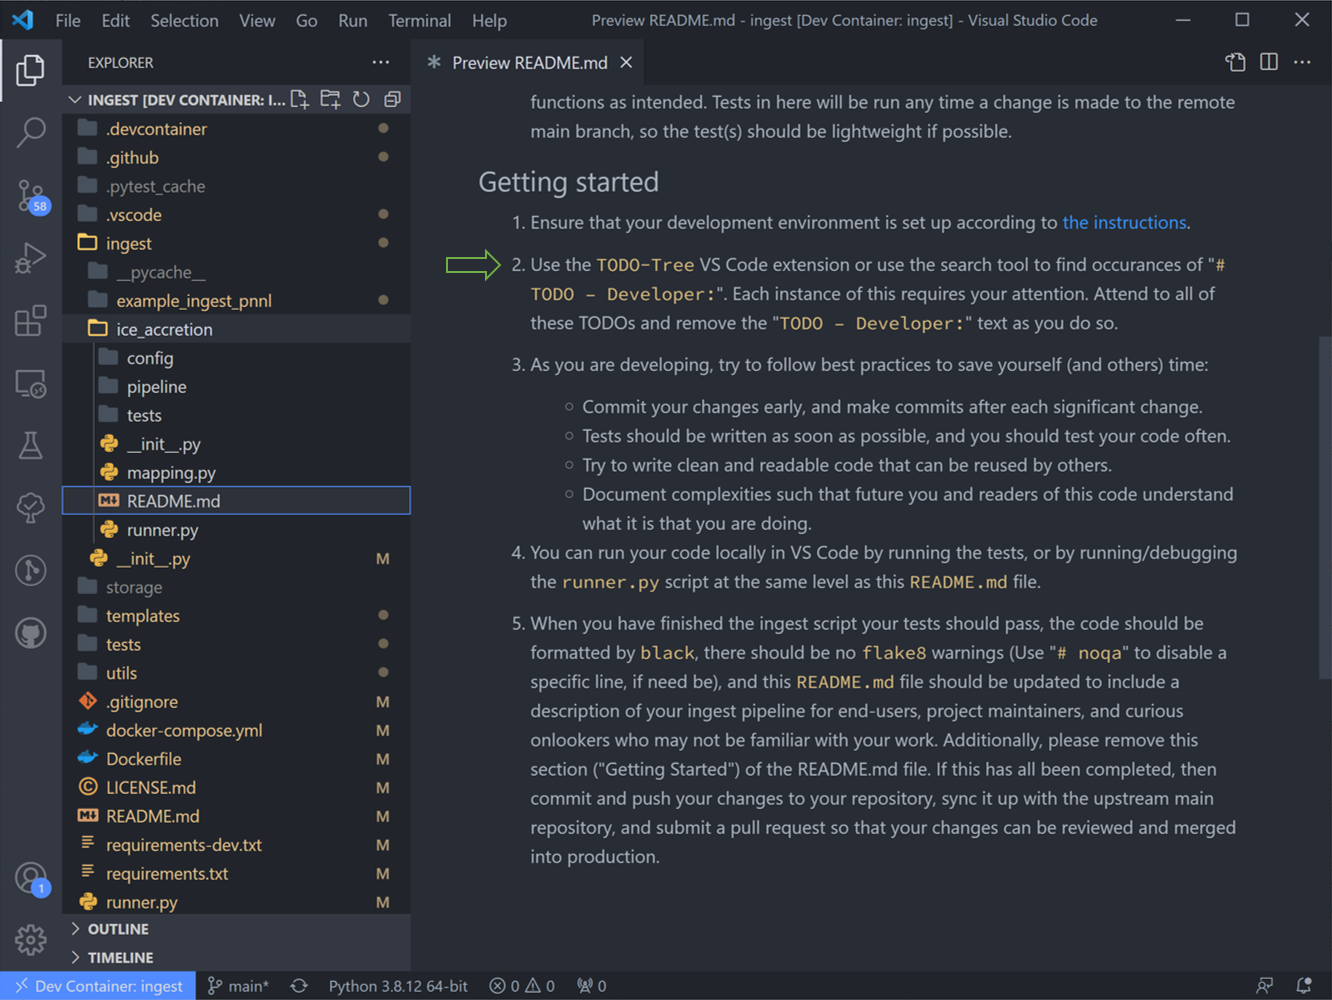 File Edit Selection View Go Run Terminal Help Preview README.md - ingest [Dev Container: ingest] - Visual Studio Code
EXPLORER
INGEST [DEV CONTAINER: I...
.devcontainer
.github
.pytest_cache
.vscode
58
ingest
__pycache__
example_ingest_pnnl
ice_accretion
config
pipeline
tests
__init__.py
mapping.py
README.md
runner.py
__init__.py M
storage
templates
tests
utils
.gitignore M
docker-compose.yml M
Dockerfile M
LICENSE.md M
README.md M
requirements-dev.txt M
requirements.txt M
runner.py M
1
OUTLINE
TIMELINE
Preview README.md
functions as intended. Tests in here will be run any time a change is made to the remote
main branch, so the test(s) should be lightweight if possible.
Getting started
1. Ensure that your development environment is set up according to the instructions.
2. Use the TODO-Tree VS Code extension or use the search tool to find occurances of "#
TODO – Developer:". Each instance of this requires your attention. Attend to all of
these TODOs and remove the "TODO – Developer:" text as you do so.
3. As you are developing, try to follow best practices to save yourself (and others) time:
○ Commit your changes early, and make commits after each significant change.
○ Tests should be written as soon as possible, and you should test your code often.
○ Try to write clean and readable code that can be reused by others.
○ Document complexities such that future you and readers of this code understand
what it is that you are doing.
4. You can run your code locally in VS Code by running the tests, or by running/debugging
the runner.py script at the same level as this README.md file.
5. When you have finished the ingest script your tests should pass, the code should be
formatted by black, there should be no flake8 warnings (Use "# noqa" to disable a
specific line, if need be), and this README.md file should be updated to include a
description of your ingest pipeline for end-users, project maintainers, and curious
onlookers who may not be familiar with your work. Additionally, please remove this
section ("Getting Started") of the README.md file. If this has all been completed, then
commit and push your changes to your repository, sync it up with the upstream main
repository, and submit a pull request so that your changes can be reviewed and merged
into production.
Dev Container: ingest main* Python 3.8.12 64-bit 0 0 0